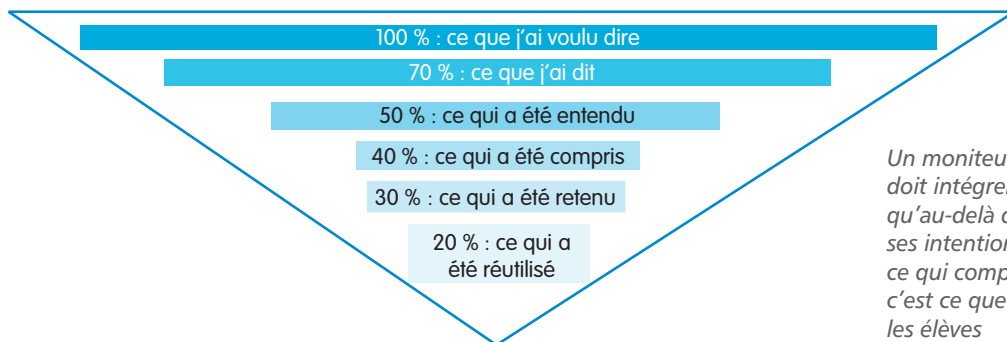 100 % : ce que j'ai voulu dire
70 % : ce que j'ai dit
50 % : ce qui a été entendu
40 % : ce qui a été compris
30 % : ce qui a été retenu
20 % : ce qui a
été réutilisé
Un moniteur
doit intégrer
qu'au-delà
ses intention
ce qui comp
c'est ce que
les élèves